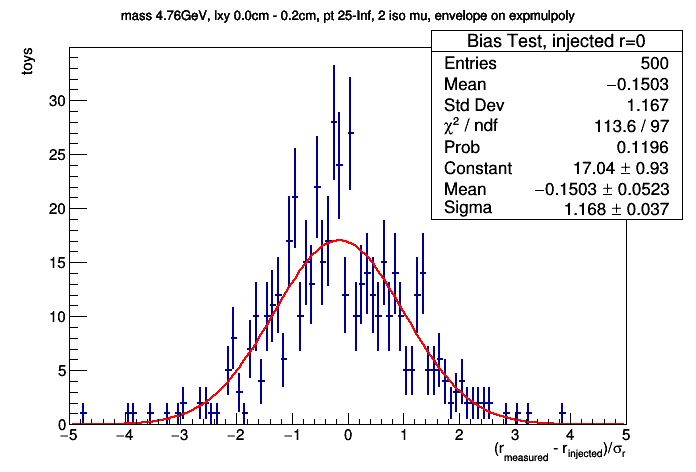 mass 4.76GeV, lxy 0.0cm - 0.2cm, pt 25-Inf, 2 iso mu, envelope on expmulpoly
Bias Test, injected r=0
Entries 500
Mean −0.1503
Std Dev 1.167
χ² / ndf 113.6 / 97
Prob 0.1196
Constant 17.04 ± 0.93
Mean −0.1503 ± 0.0523
Sigma 1.168 ± 0.037
toys
30
25
20
15
10
5
0
−5 −4 −3 −2 −1 0 1 2 3 4 5
(r_measured - r_injected)/σ_r